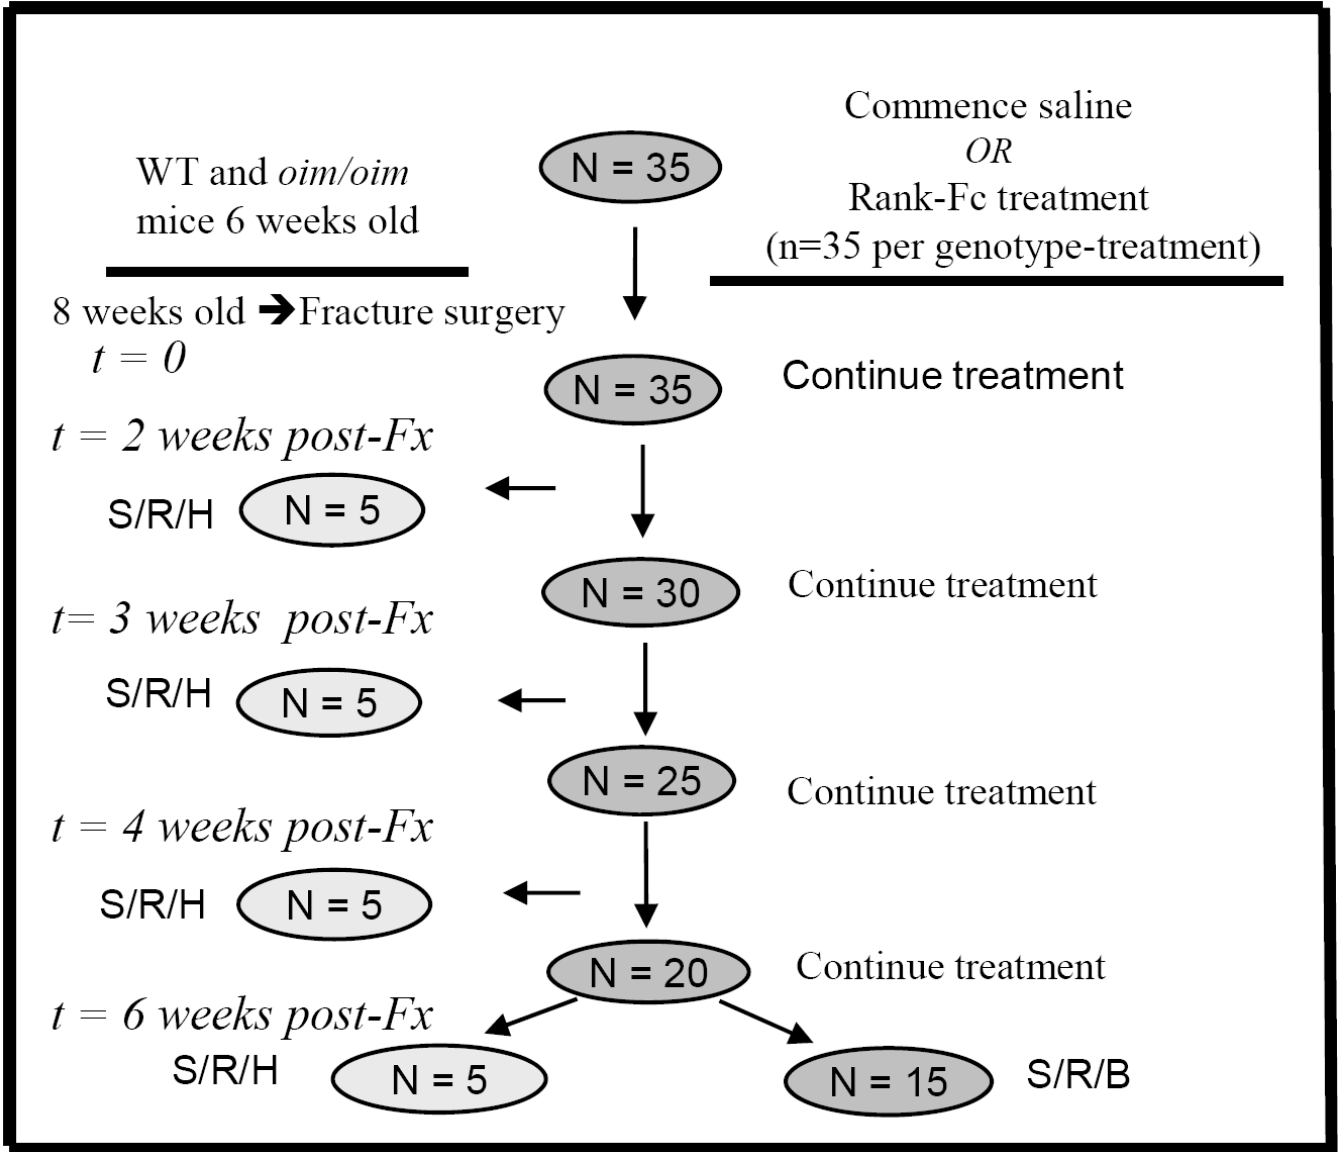 WT and oim/oim
mice 6 weeks old
N = 35
Commence saline
OR
Rank-Fc treatment
(n=35 per genotype-treatment)
8 weeks old ➔Fracture surgery
t = 0
N = 35
Continue treatment
t = 2 weeks post-Fx
S/R/H
N = 5
N = 30
Continue treatment
t= 3 weeks post-Fx
S/R/H
N = 5
N = 25
Continue treatment
t = 4 weeks post-Fx
S/R/H
N = 5
N = 20
Continue treatment
t = 6 weeks post-Fx
S/R/H
N = 5
N = 15
S/R/B